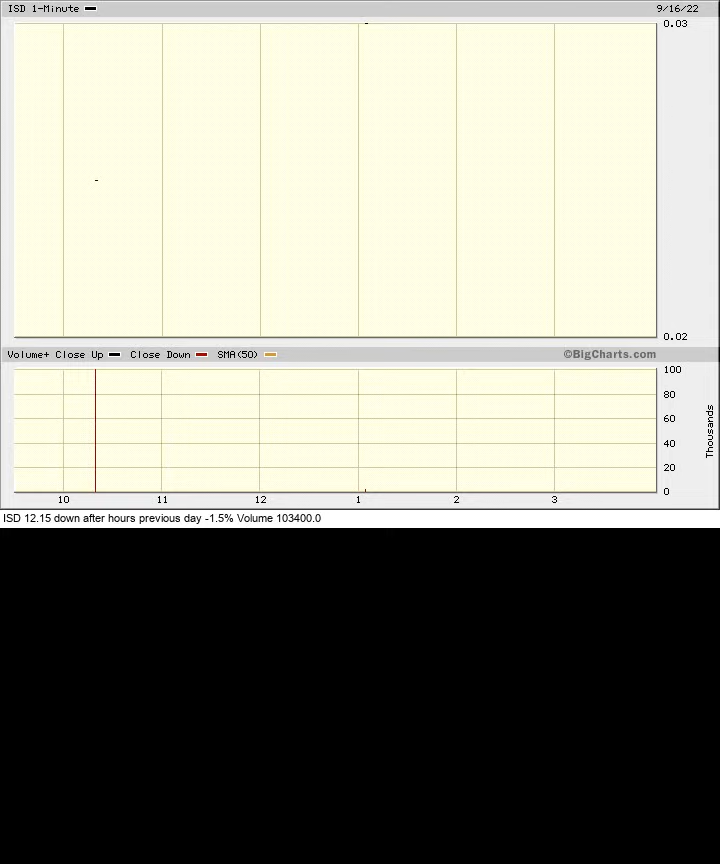 ISD 1-Minute 9/16/22
0.03
0.02
Volume+ Close Up Close Down SMA(50) ©BigCharts.com
100
80
60
40
20
0
Thousands
10 11 12 1 2 3
ISD 12.15 down after hours previous day -1.5% Volume 103400.0